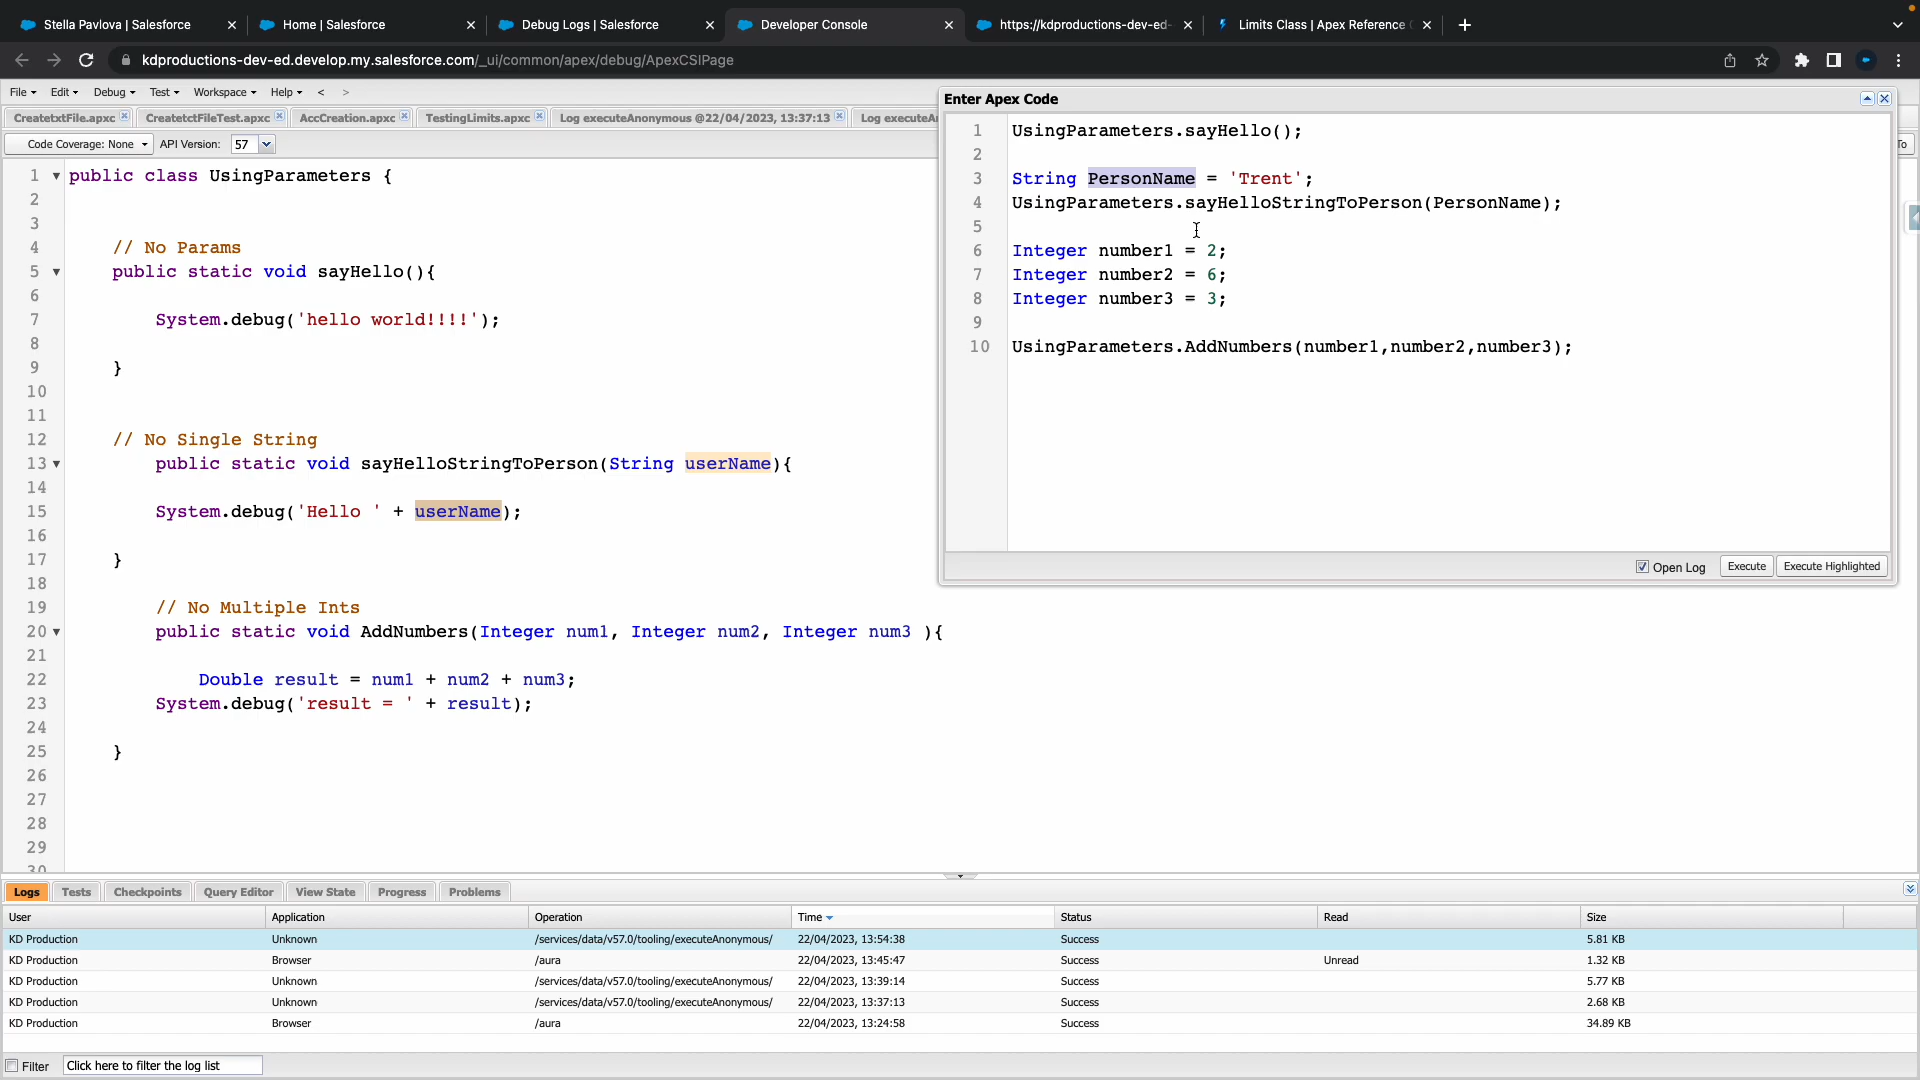 Stella Pavlova | Salesforce
Home | Salesforce
Debug Logs | Salesforce
Developer Console
https://kdproductions-dev-ed-
Limits Class | Apex Reference
kdproductions-dev-ed.develop.my.salesforce.com/_ui/common/apex/debug/ApexCSIPage
File Edit Debug Test Workspace Help < >
CreatetxtFile.apxc CreatetctFileTest.apxc AccCreation.apxc TestingLimits.apxc Log executeAnonymous @22/04/2023, 13:37:13 Log executeA
Code Coverage: None API Version: 57
To
1 public class UsingParameters {
2
3
4 // No Params
5 public static void sayHello(){
6
7 System.debug('hello world!!!!');
8
9 }
10
11
12 // No Single String
13 public static void sayHelloStringToPerson(String userName){
14
15 System.debug('Hello ' + userName);
16
17 }
18
19 // No Multiple Ints
20 public static void AddNumbers(Integer num1, Integer num2, Integer num3 ){
21
22 Double result = num1 + num2 + num3;
23 System.debug('result = ' + result);
24
25 }
26
27
28
29
30
Enter Apex Code
1 UsingParameters.sayHello();
2
3 String PersonName = 'Trent';
4 UsingParameters.sayHelloStringToPerson(PersonName);
5
6 Integer number1 = 2;
7 Integer number2 = 6;
8 Integer number3 = 3;
9
10 UsingParameters.AddNumbers(number1,number2,number3);
Open Log Execute Execute Highlighted
Logs Tests Checkpoints Query Editor View State Progress Problems
User Application Operation Time Status Read Size
KD Production Unknown /services/data/v57.0/tooling/executeAnonymous/ 22/04/2023, 13:54:38 Success 5.81 KB
KD Production Browser /aura 22/04/2023, 13:45:47 Success Unread 1.32 KB
KD Production Unknown /services/data/v57.0/tooling/executeAnonymous/ 22/04/2023, 13:39:14 Success 5.77 KB
KD Production Unknown /services/data/v57.0/tooling/executeAnonymous/ 22/04/2023, 13:37:13 Success 2.68 KB
KD Production Browser /aura 22/04/2023, 13:24:58 Success 34.89 KB
Filter Click here to filter the log list